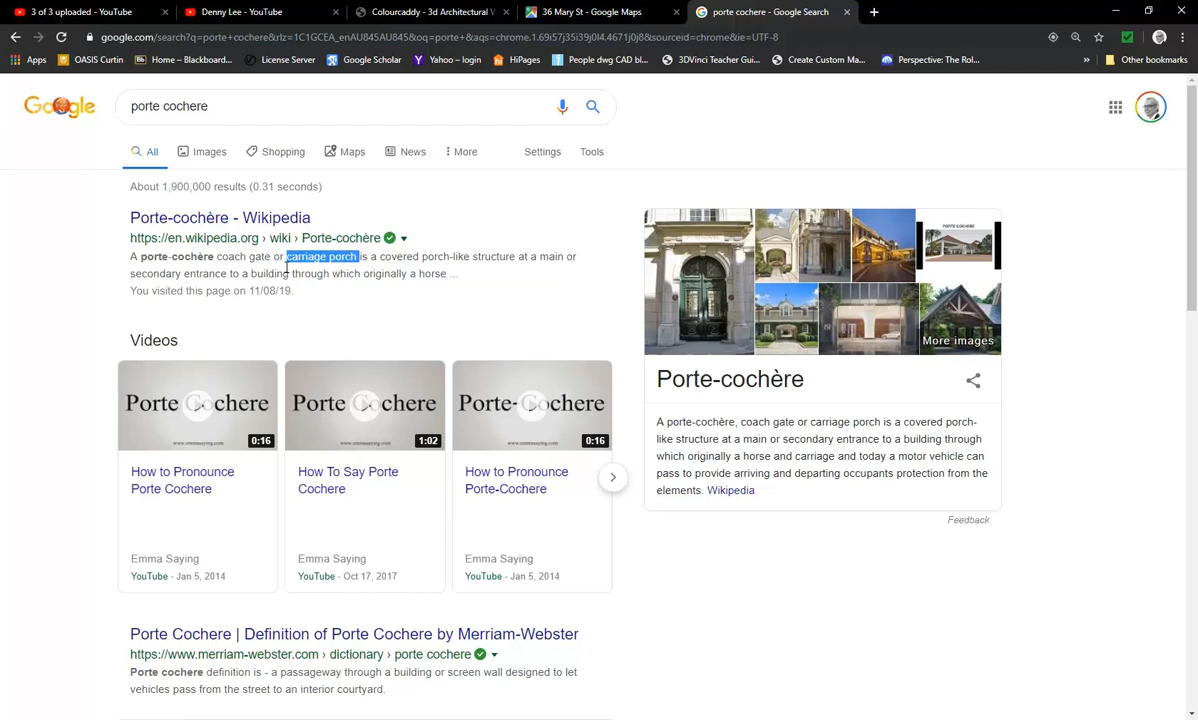 3 of 3 uploaded - YouTube
Denny Lee - YouTube
Colourcaddy - 3d Architectural V
36 Mary St - Google Maps
porte cochere - Google Search
google.com/search?q=porte+cochere&rlz=1C1GCEA_enAU845AU845&oq=porte+&aqs=chrome.1.69i57j35i39j0l4.4671j0j8&sourceid=chrome&ie=UTF-8
Apps
OASIS Curtin
Home – Blackboard...
License Server
Google Scholar
Yahoo – login
HiPages
People dwg CAD bl...
3DVinci Teacher Gui...
Create Custom Ma...
Perspective: The Rol...
»
Other bookmarks
Google
porte cochere
All
Images
Shopping
Maps
News
More
Settings
Tools
About 1,900,000 results (0.31 seconds)
Porte-cochère - Wikipedia
https://en.wikipedia.org › wiki › Porte-cochère
A porte-cochère coach gate or carriage porch is a covered porch-like structure at a main or
secondary entrance to a building through which originally a horse ...
You visited this page on 11/08/19.
Videos
Porte Cochere
www.emmasaying.com
0:16
How to Pronounce
Porte Cochere
Emma Saying
YouTube - Jan 5, 2014
Porte Cochere
www.emmasaying.com
1:02
How To Say Porte
Cochere
Emma Saying
YouTube - Oct 17, 2017
Porte-Cochere
www.emmasaying.com
0:16
How to Pronounce
Porte-Cochere
Emma Saying
YouTube - Jan 5, 2014
Porte Cochere | Definition of Porte Cochere by Merriam-Webster
https://www.merriam-webster.com › dictionary › porte cochere
Porte cochere definition is - a passageway through a building or screen wall designed to let
vehicles pass from the street to an interior courtyard.
PORTE COCHERE
More images
Porte-cochère
A porte-cochère, coach gate or carriage porch is a covered porch-
like structure at a main or secondary entrance to a building through
which originally a horse and carriage and today a motor vehicle can
pass to provide arriving and departing occupants protection from the
elements. Wikipedia
Feedback